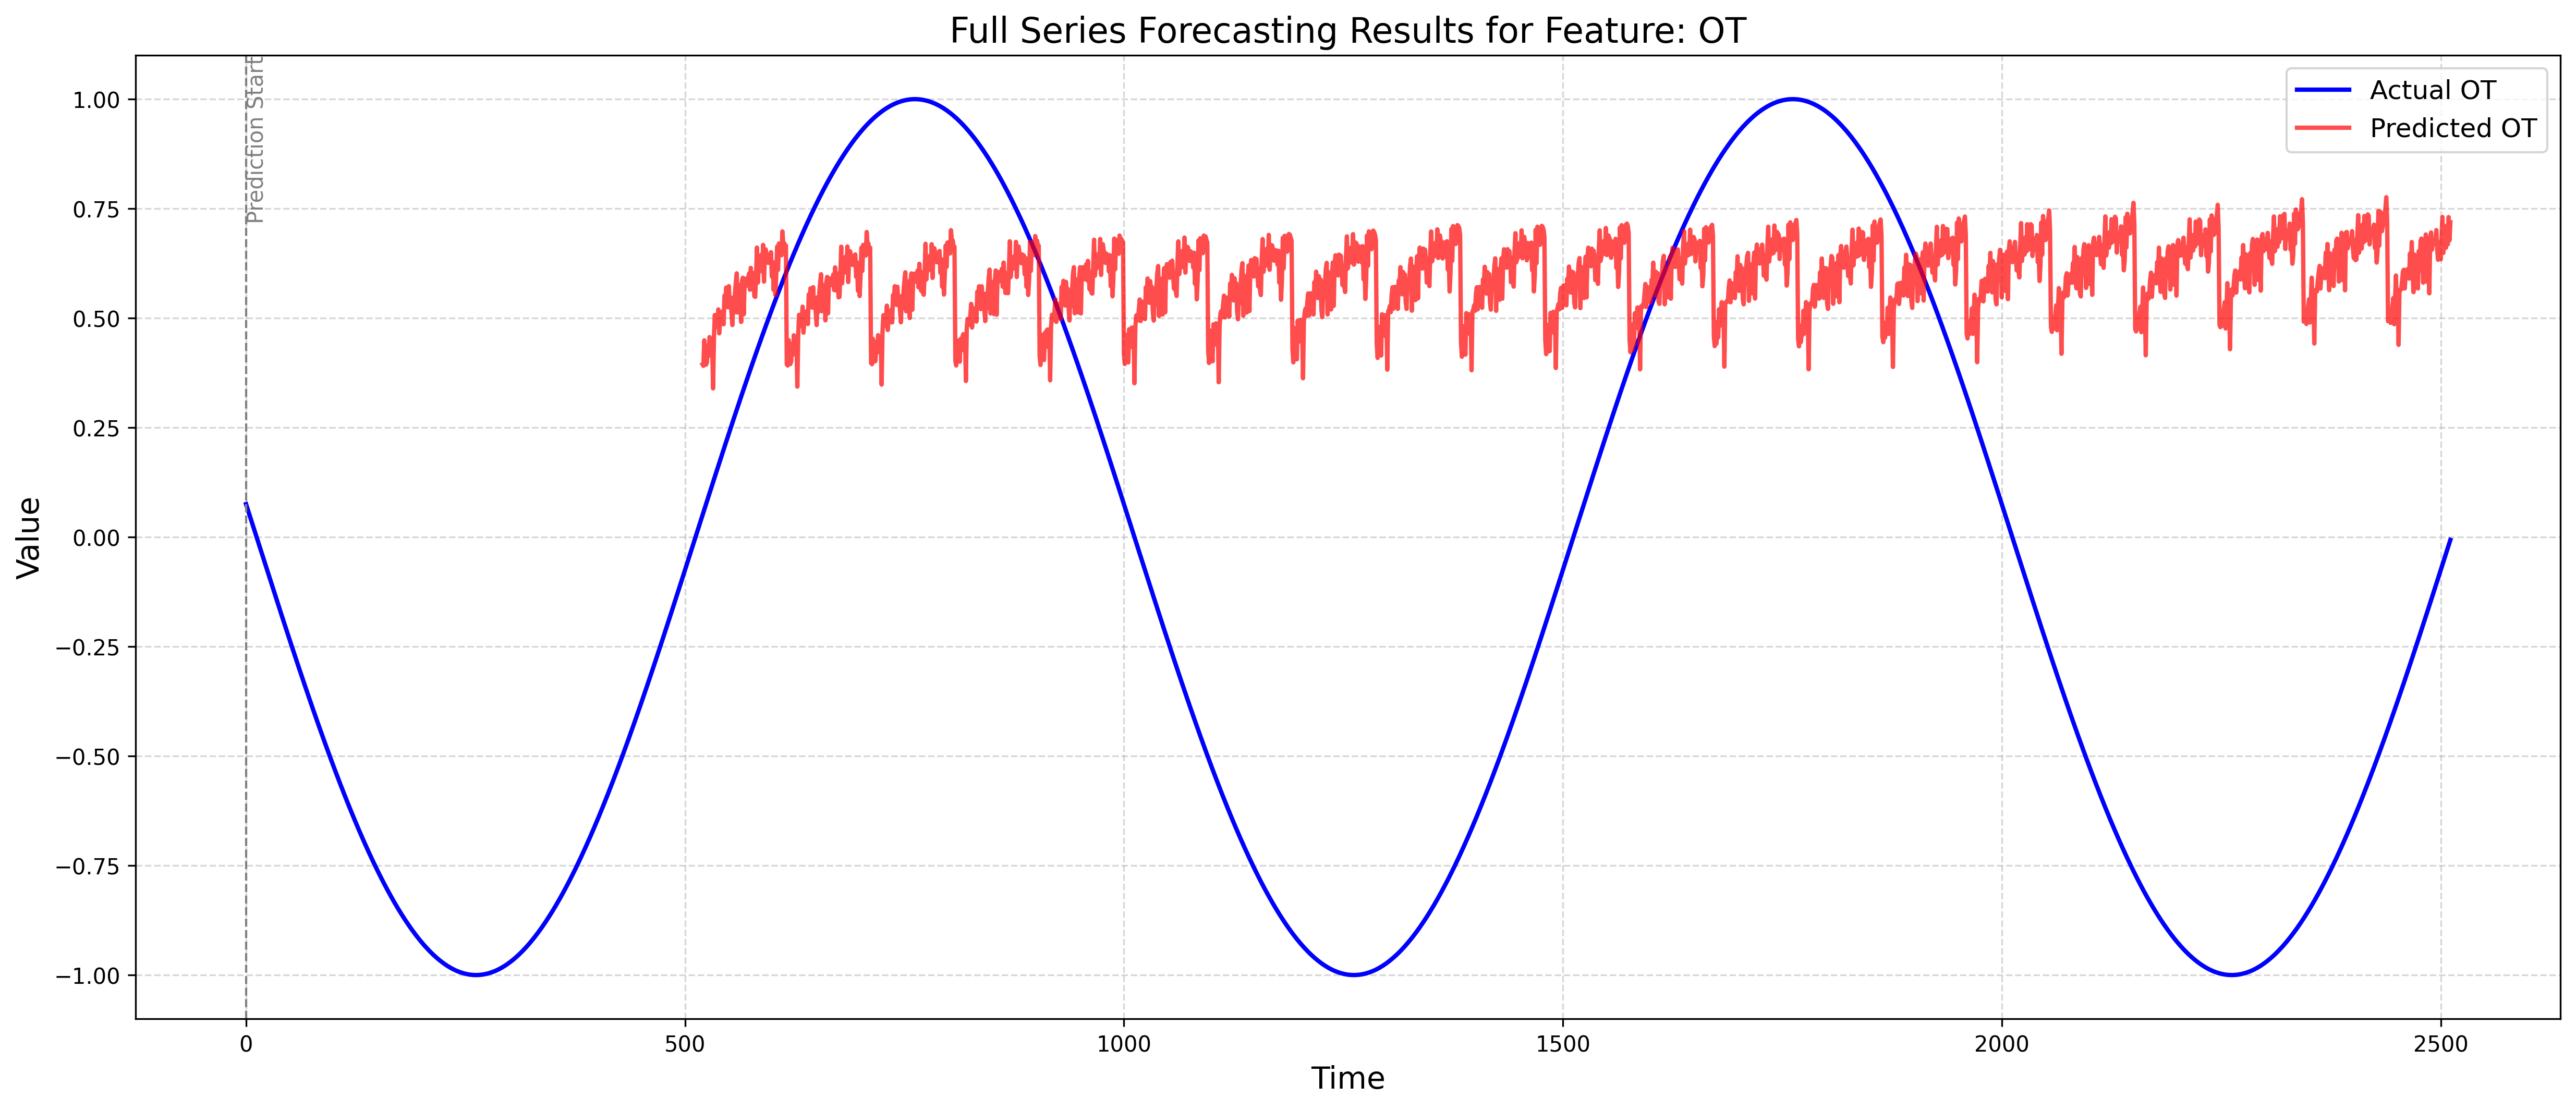 Full Series Forecasting Results for Feature: OT
Prediction Start
Actual OT
Predicted OT
Value
1.00
0.75
0.50
0.25
0.00
−0.25
−0.50
−0.75
−1.00
0
500
1000
1500
2000
2500
Time